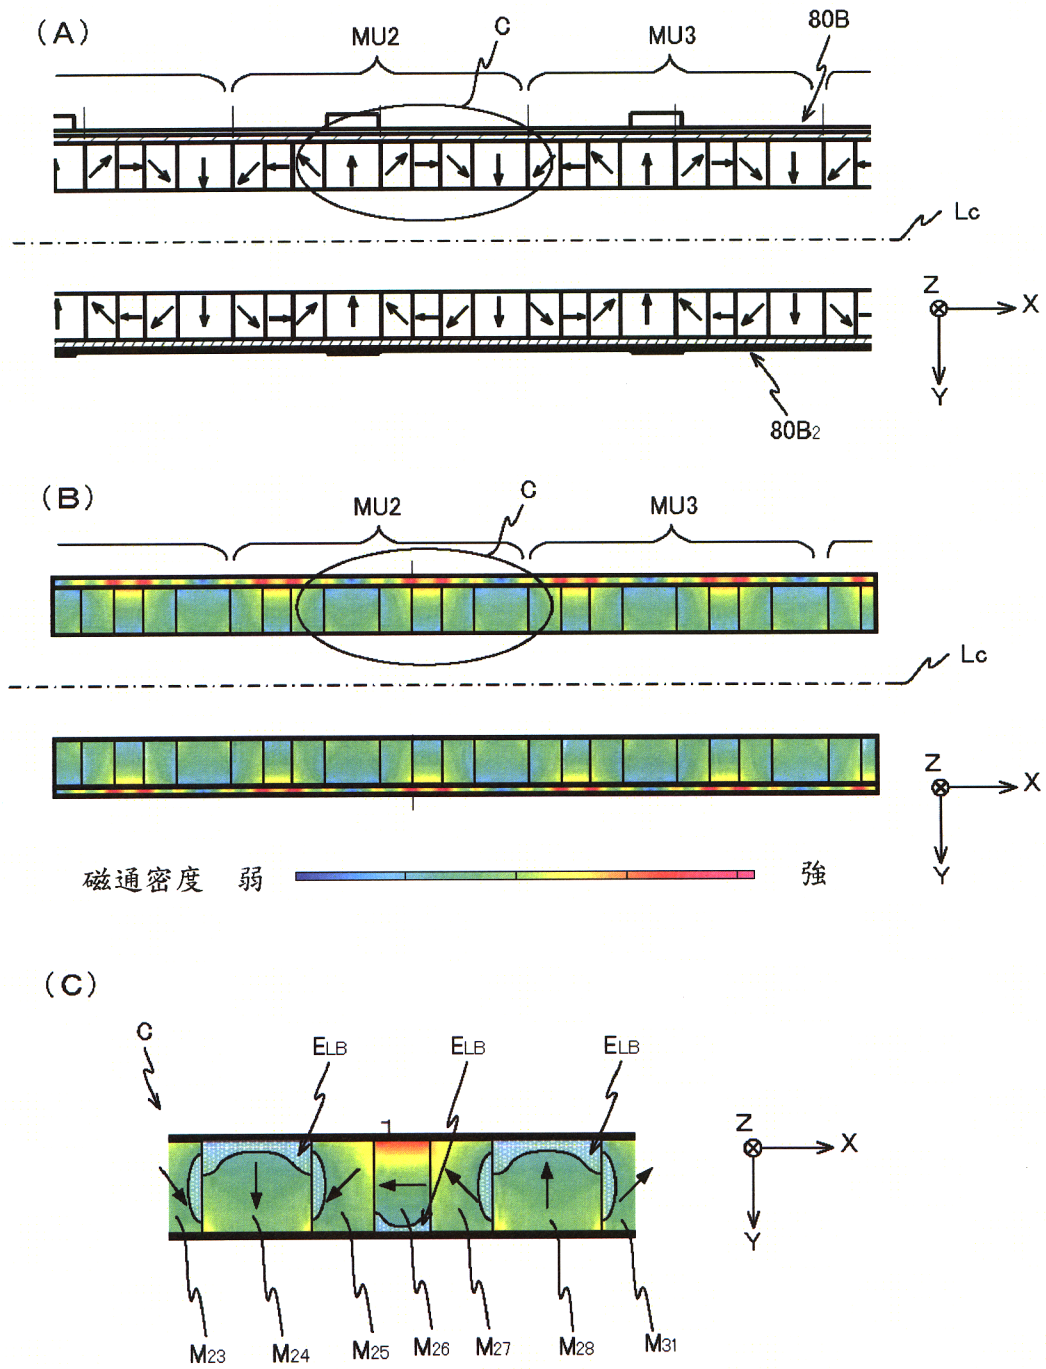 (A)
MU2
C
MU3
80B
Lc
Z
X
Y
80B2
(B)
MU2
C
MU3
Lc
Z
X
Y
磁通密度 弱 強
(C)
C
ELB
ELB
ELB
Z
X
Y
M23
M24
M25
M26
M27
M28
M31